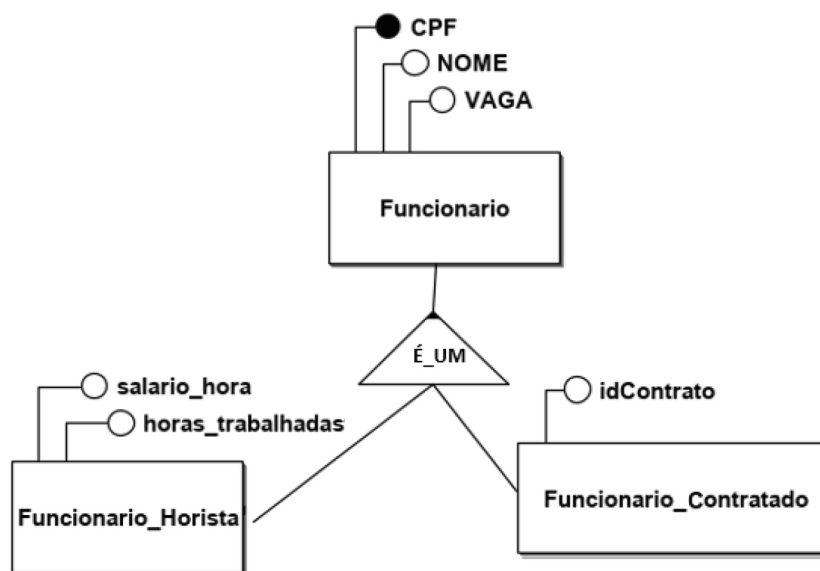 CPF
NOME
VAGA
Funcionario
É_UM
salario_hora
horas_trabalhadas
Funcionario_Horista
idContrato
Funcionario_Contratado